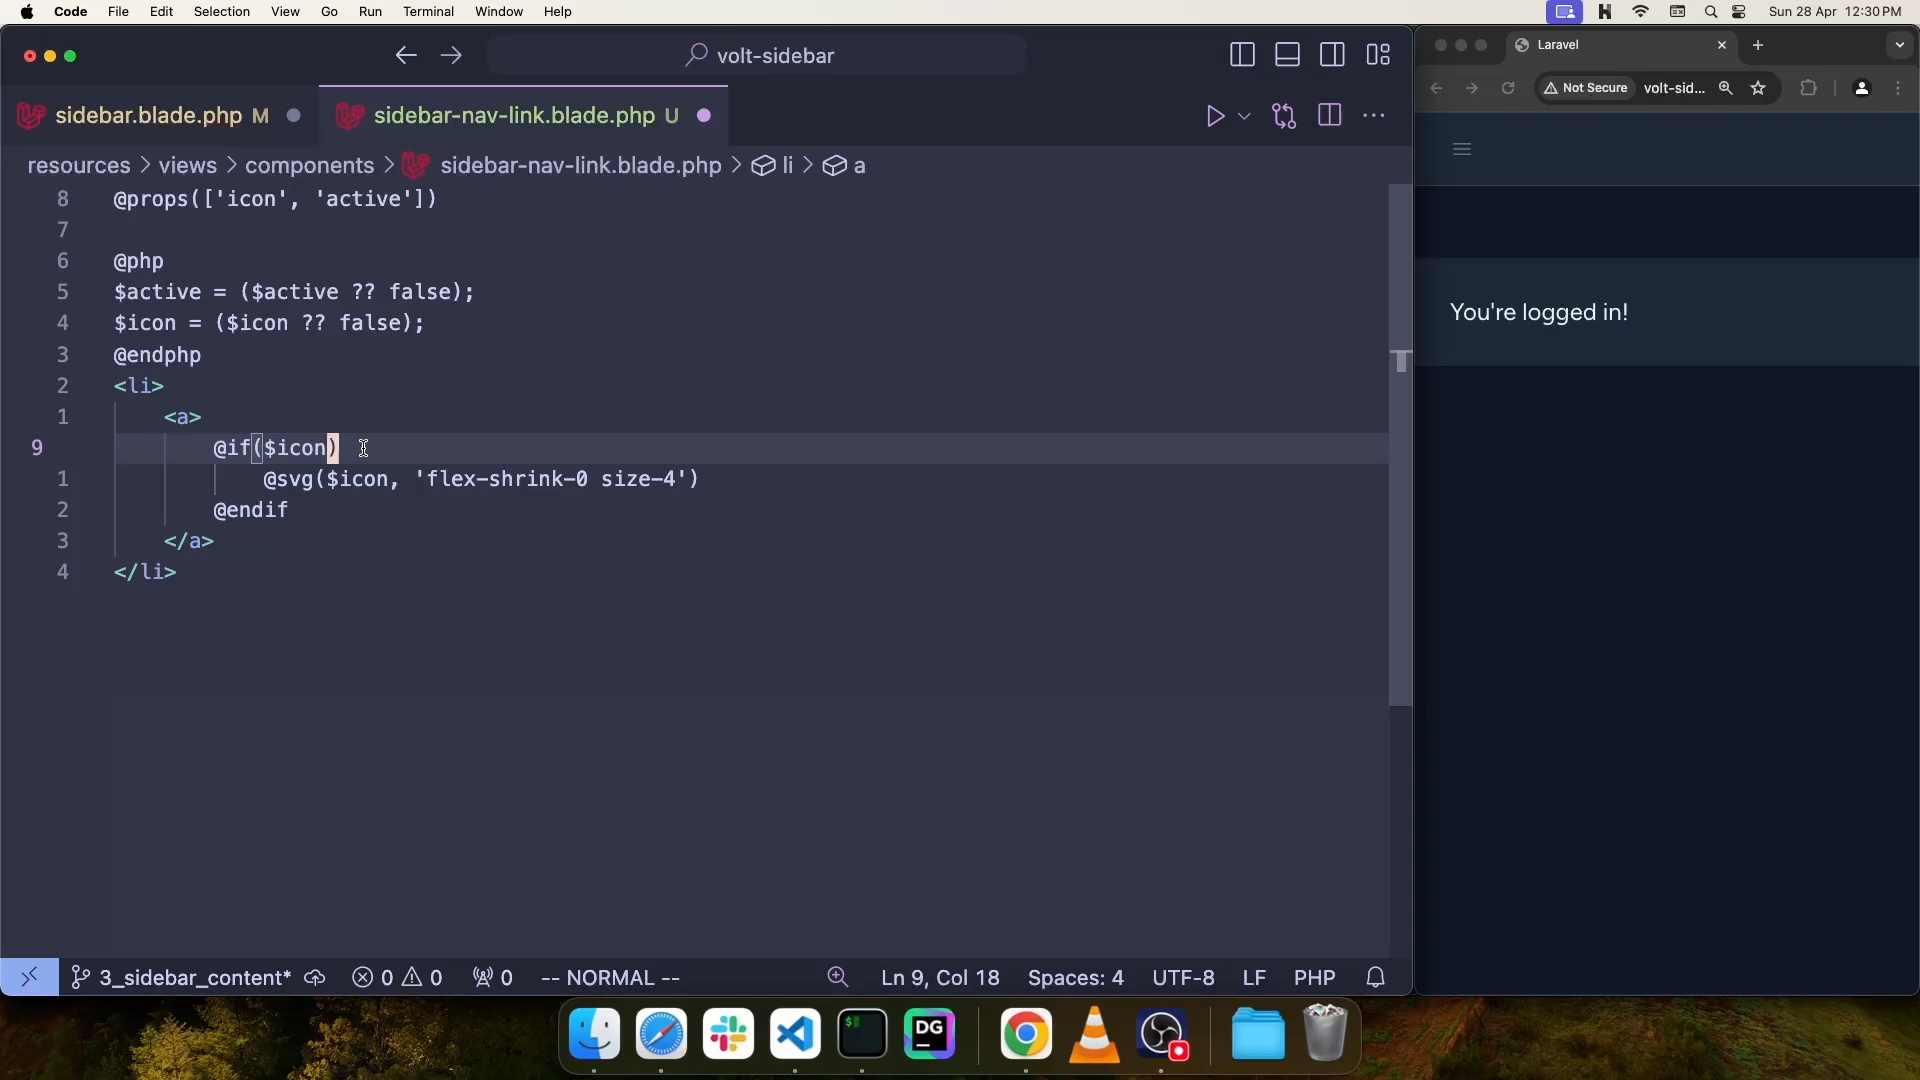 Code File Edit Selection View Go Run Terminal Window Help Sun 28 Apr 12:30 PM
volt-sidebar
Laravel
Not Secure volt-sid...
sidebar.blade.php M
sidebar-nav-link.blade.php U
resources > views > components > sidebar-nav-link.blade.php > li > a
8 @props(['icon', 'active'])
7
6 @php
5 $active = ($active ?? false);
4 $icon = ($icon ?? false);
3 @endphp
2 <li>
1 <a>
9 @if($icon)
1 @svg($icon, 'flex-shrink-0 size-4')
2 @endif
3 </a>
4 </li>
You're logged in!
3_sidebar_content* 0 0 0 -- NORMAL -- Ln 9, Col 18 Spaces: 4 UTF-8 LF PHP
$
DG